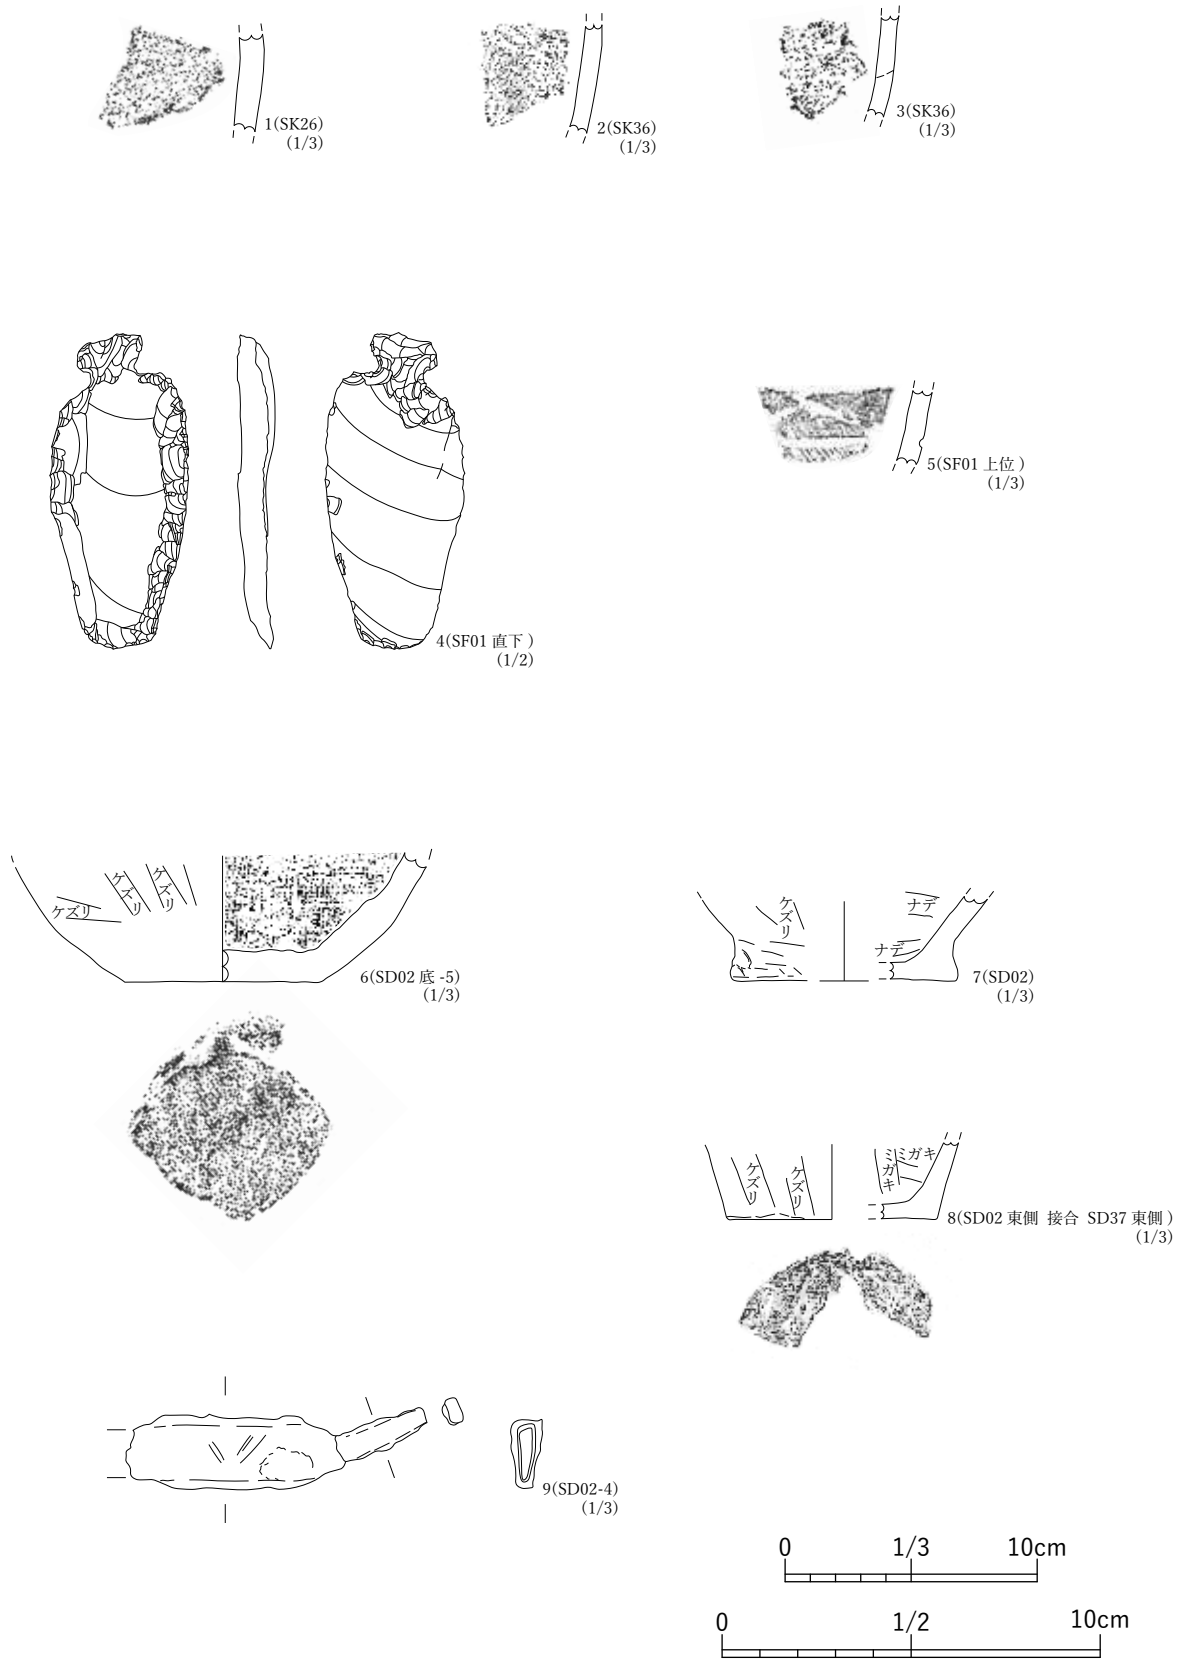 1(SK26)
(1/3)
2(SK36)
(1/3)
3(SK36)
(1/3)
4(SF01 直下 )
(1/2)
5(SF01 上位 )
(1/3)
ケズリ
ケズリ
ケズリ
6(SD02 底 -5)
(1/3)
ケズリ
ナデ
ナデ
7(SD02)
(1/3)
ケズリ
ケズリ
ミガキ
ミガキ
8(SD02 東側 接合 SD37 東側 )
(1/3)
9(SD02-4)
(1/3)
0 1/3 10cm
0 1/2 10cm